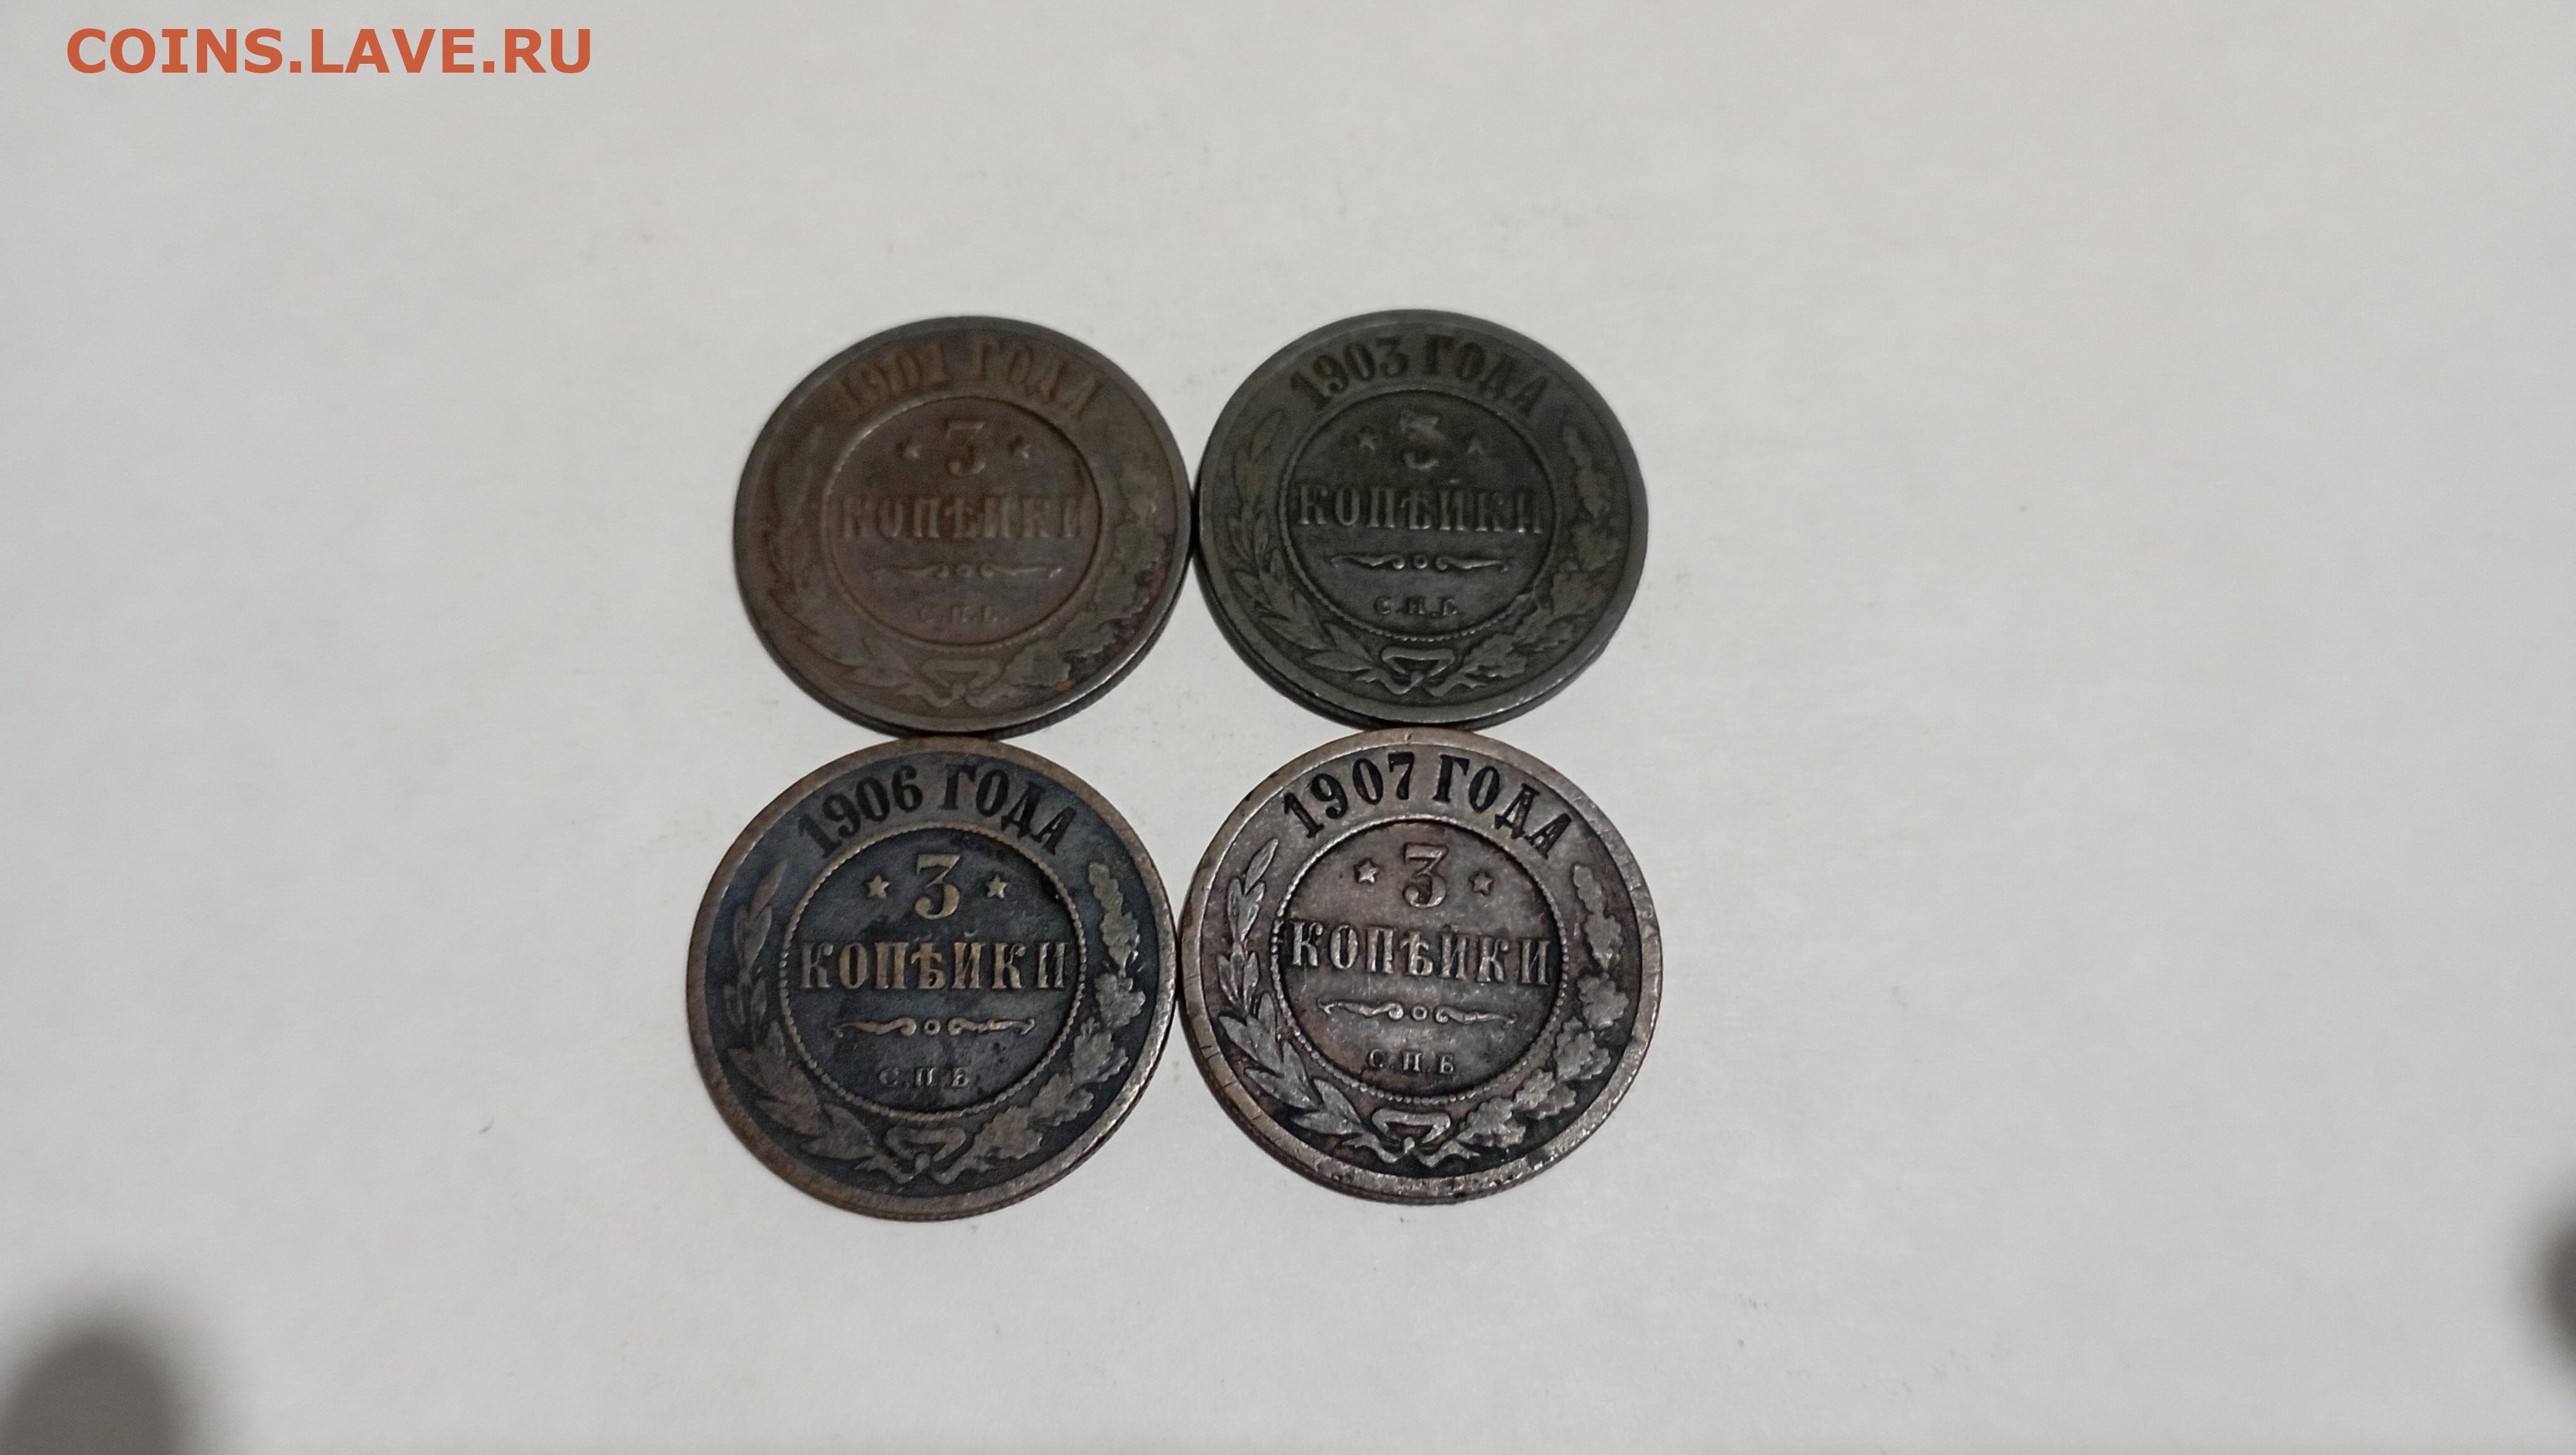 COINS.LAVE.RU
1901 ГОДА
3
КОПѢЙКИ
С.П.Б.
1903 ГОДА
3
КОПѢЙКИ
С.П.Б.
1906 ГОДА
3
КОПѢЙКИ
С.П.Б
1907 ГОДА
3
КОПѢЙКИ
С.П.Б